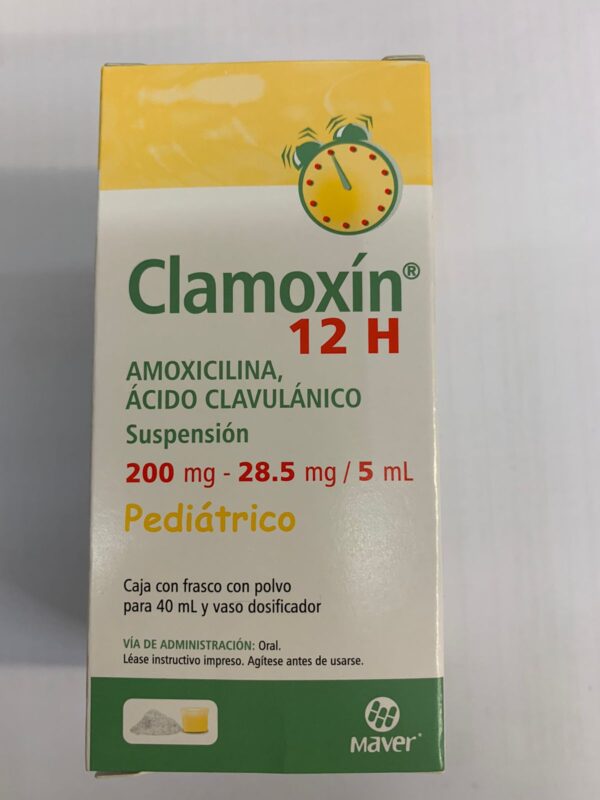 Clamoxín®
12 H
AMOXICILINA,
ÁCIDO CLAVULÁNICO
Suspensión
200 mg - 28.5 mg / 5 mL
Pediátrico
Caja con frasco con polvo
para 40 mL y vaso dosificador
VÍA DE ADMINISTRACIÓN: Oral.
Léase instructivo impreso. Agítese antes de usarse.
Maver®